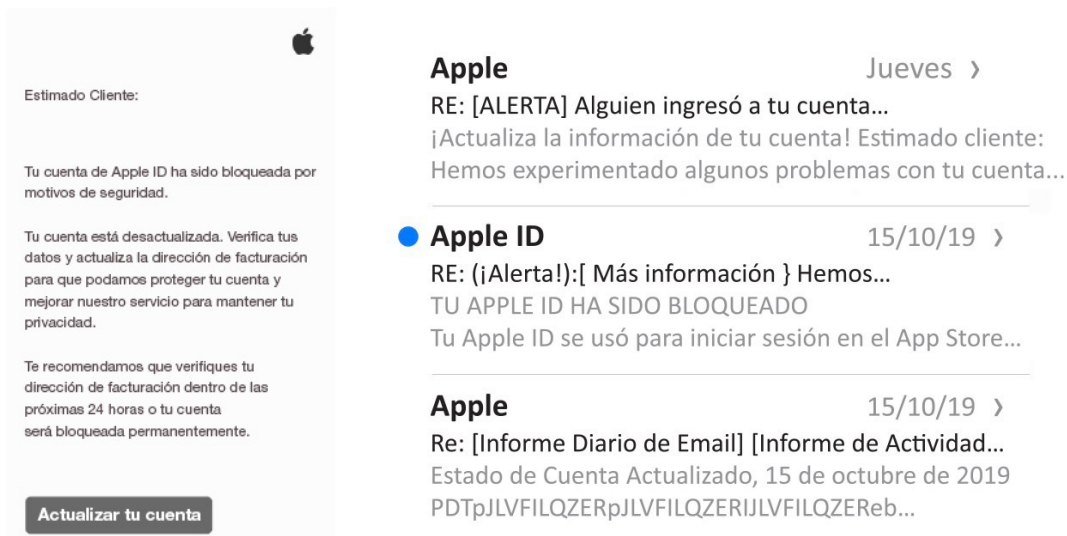 Estimado Cliente:
Tu cuenta de Apple ID ha sido bloqueada por
motivos de seguridad.
Tu cuenta está desactualizada. Verifica tus
datos y actualiza la dirección de facturación
para que podamos proteger tu cuenta y
mejorar nuestro servicio para mantener tu
privacidad.
Te recomendamos que verifiques tu
dirección de facturación dentro de las
próximas 24 horas o tu cuenta
será bloqueada permanentemente.
Actualizar tu cuenta
Apple Jueves ›
RE: [ALERTA] Alguien ingresó a tu cuenta...
¡Actualiza la información de tu cuenta! Estimado cliente:
Hemos experimentado algunos problemas con tu cuenta...
Apple ID 15/10/19 ›
RE: (¡Alerta!):[ Más información } Hemos...
TU APPLE ID HA SIDO BLOQUEADO
Tu Apple ID se usó para iniciar sesión en el App Store...
Apple 15/10/19 ›
Re: [Informe Diario de Email] [Informe de Actividad...
Estado de Cuenta Actualizado, 15 de octubre de 2019
PDTpJLVFILQZERpJLVFILQZERIJLVFILQZEReb...